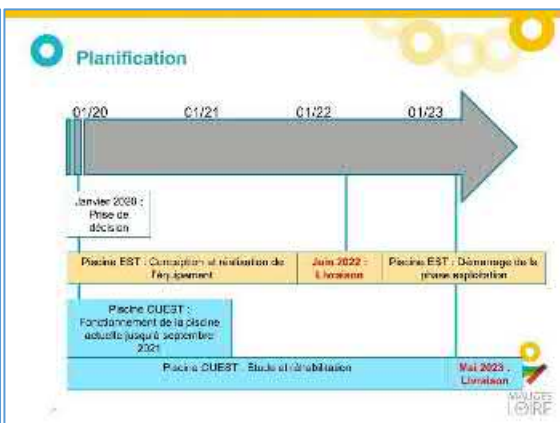 Planification
01/20 01/21 01/22 01/23
Janvier 2020 :
Prise de
décision
Piscine EST : Conception et réalisation de
l'équipement
Juin 2022 :
Livraison
Piscine EST : Démarrage de la
phase exploitation
Piscine OUEST :
Fonctionnement de la piscine
actuelle jusqu'à septembre
2021
Piscine OUEST : Etude et réhabilitation
Mai 2023 :
Livraison
MAUGES
LOIRE